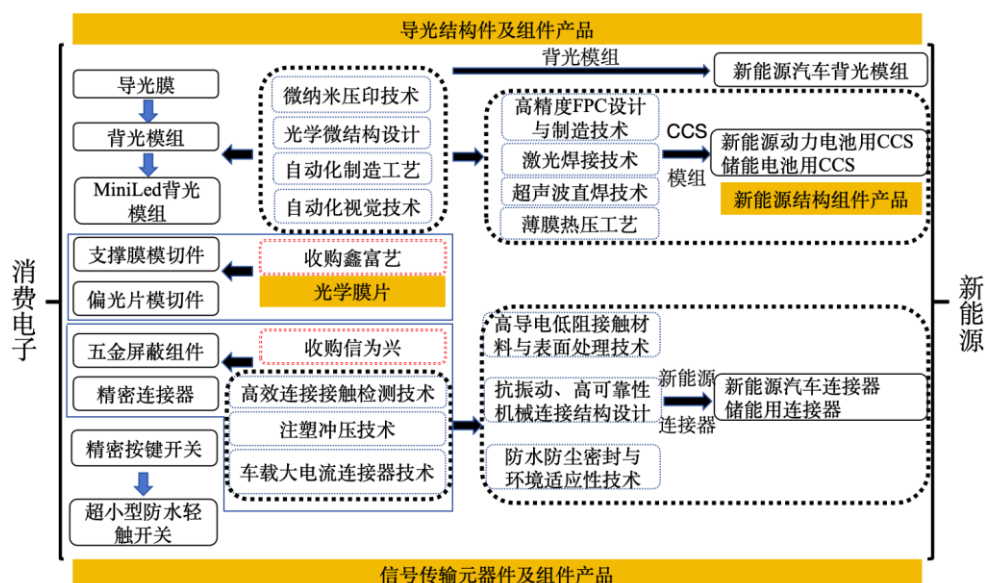 导光结构件及组件产品
消费电子
导光膜
背光模组
MiniLed背光
模组
微纳米压印技术
光学微结构设计
自动化制造工艺
自动化视觉技术
背光模组
新能源汽车背光模组
高精度FPC设计
与制造技术
激光焊接技术
超声波直焊技术
薄膜热压工艺
CCS
模组
新能源动力电池用CCS
储能电池用CCS
新能源结构组件产品
支撑膜模切件
偏光片模切件
收购鑫富艺
光学膜片
五金屏蔽组件
精密连接器
收购信为兴
高效连接接触检测技术
注塑冲压技术
车载大电流连接器技术
精密按键开关
超小型防水轻
触开关
高导电低阻接触材
料与表面处理技术
抗振动、高可靠性
机械连接结构设计
防水防尘密封与
环境适应性技术
新能源
连接器
新能源汽车连接器
储能用连接器
新能源
信号传输元器件及组件产品